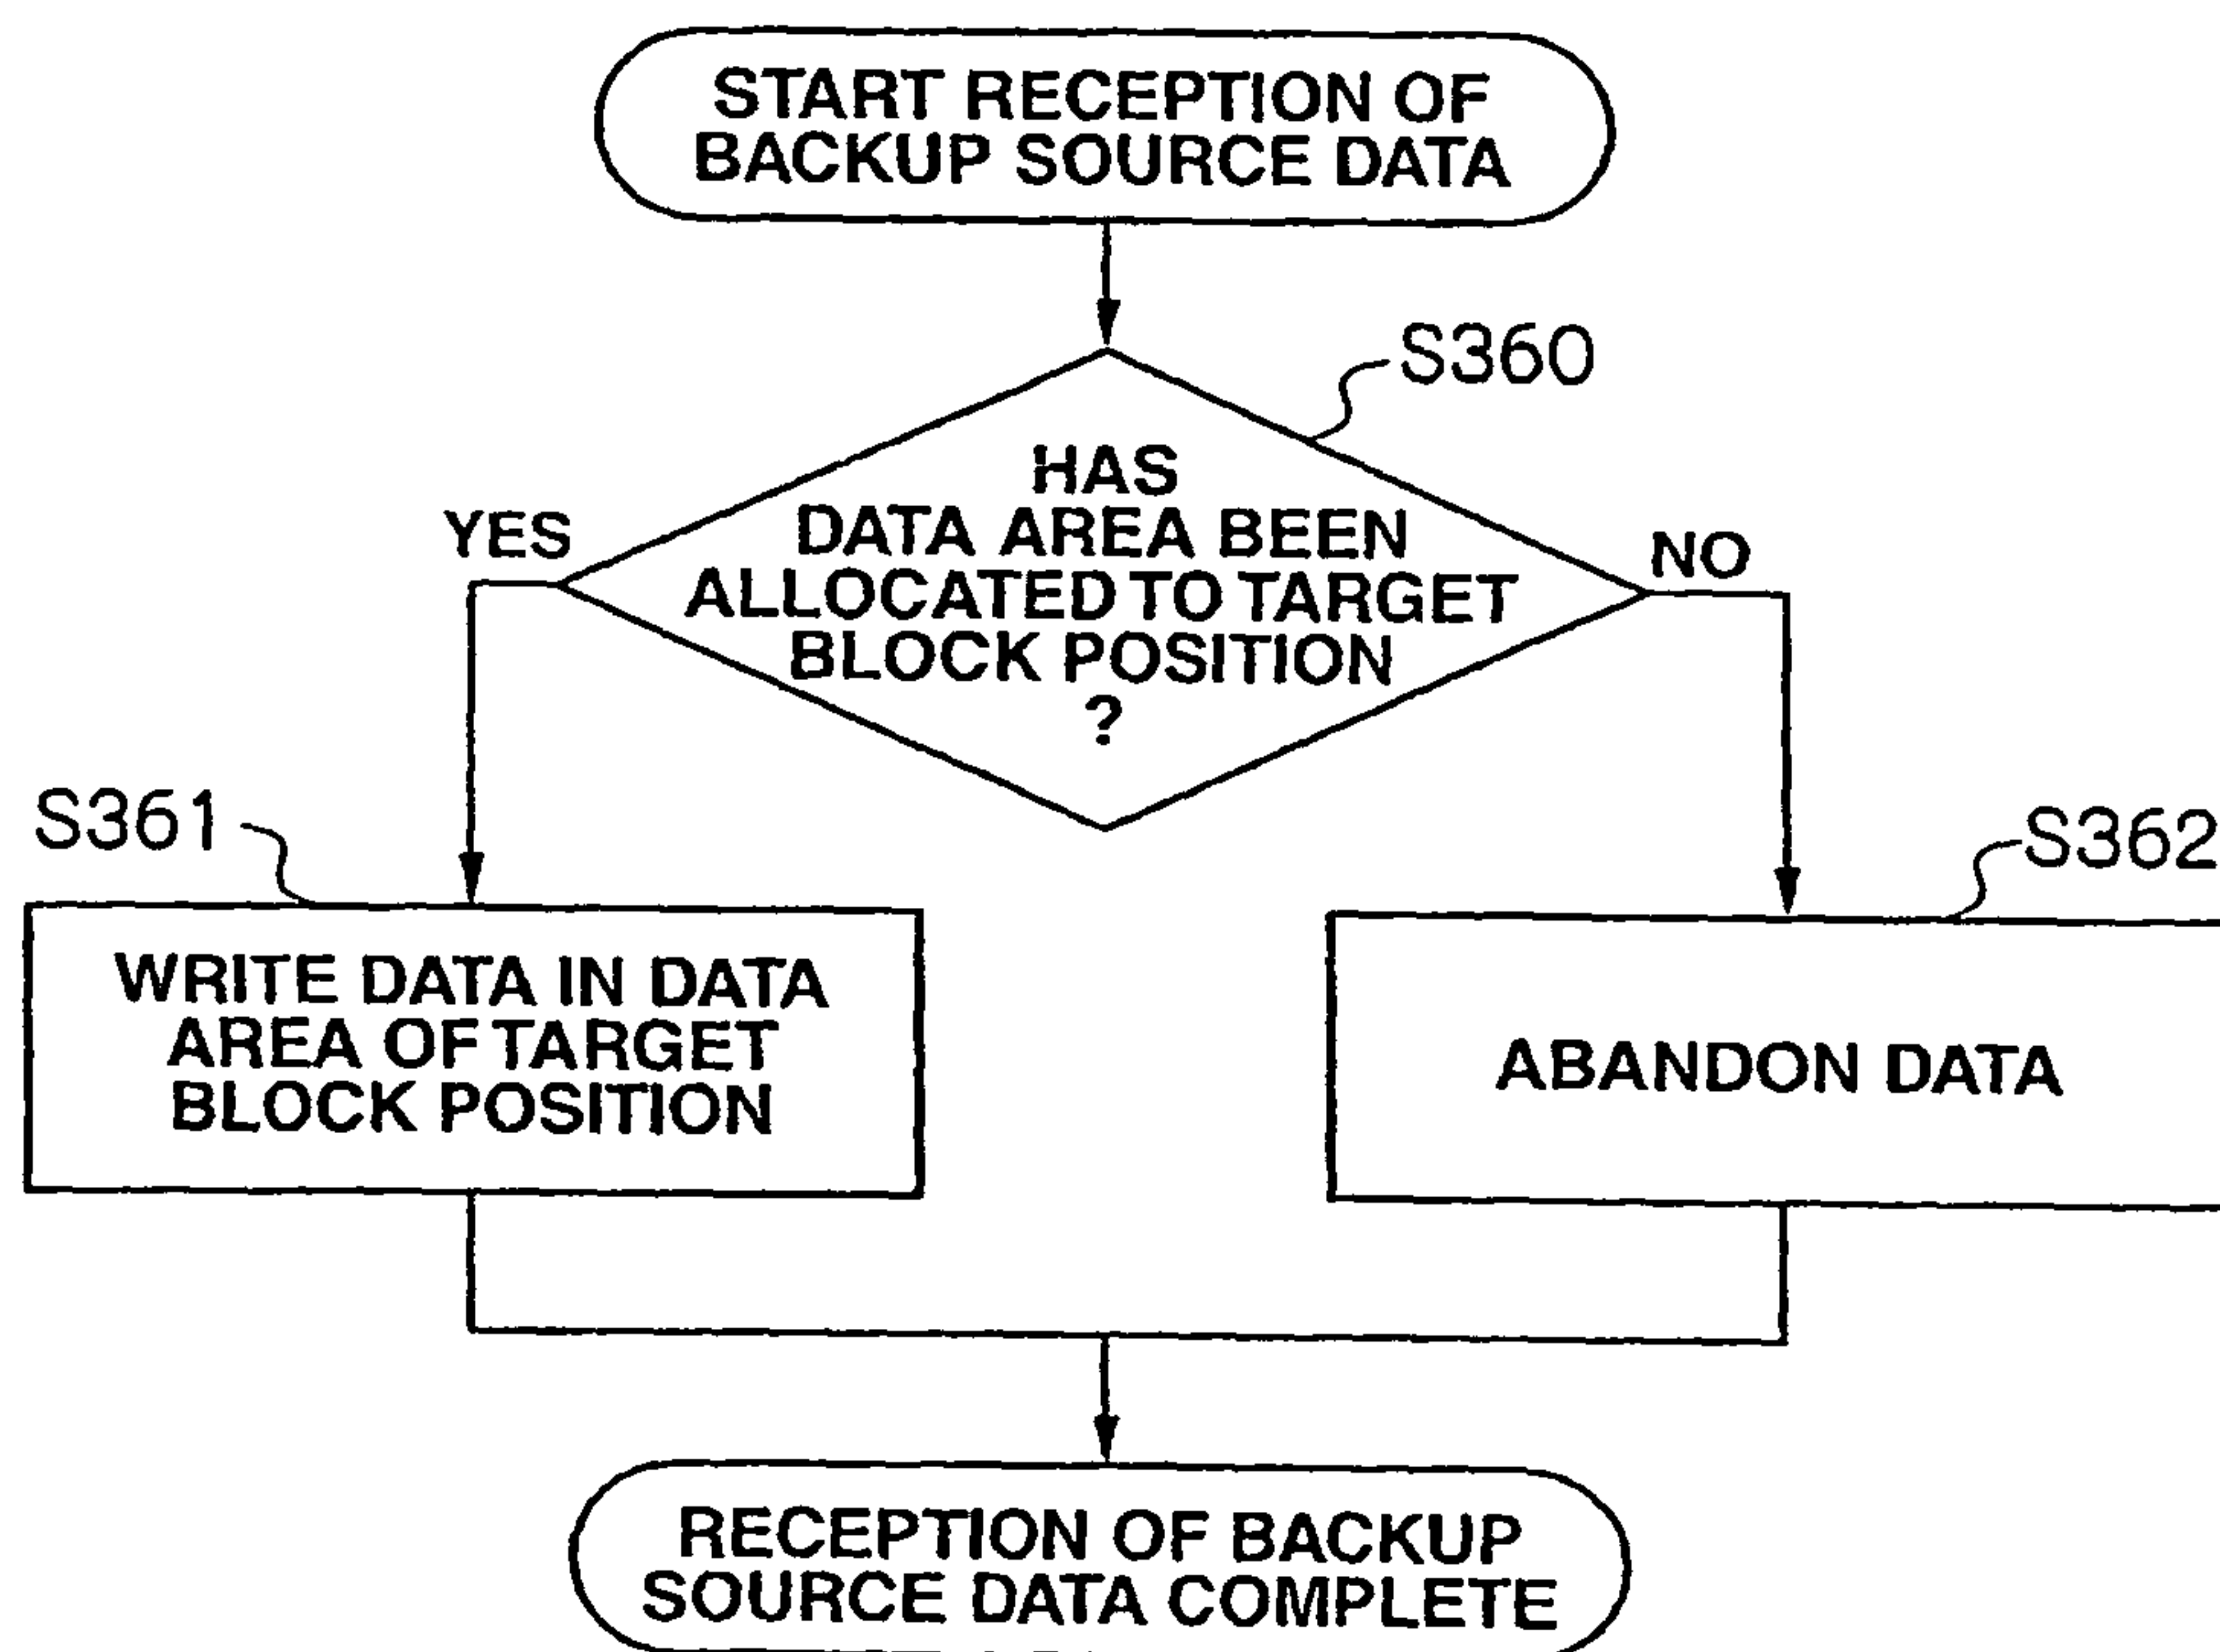 START RECEPTION OF
BACKUP SOURCE DATA
S360
HAS
DATA AREA BEEN
ALLOCATED TO TARGET
BLOCK POSITION
?
YES
NO
S361
S362
WRITE DATA IN DATA
AREA OF TARGET
BLOCK POSITION
ABANDON DATA
RECEPTION OF BACKUP
SOURCE DATA COMPLETE